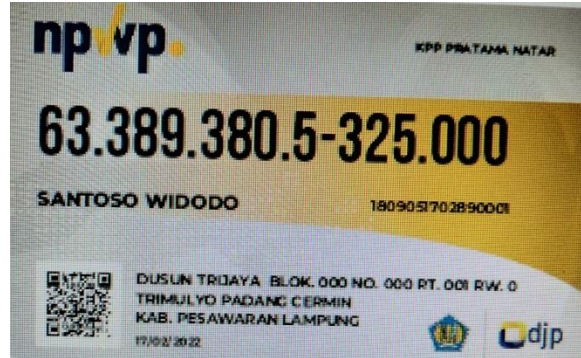 npwp.
KPP PRATAMA NATAR
63.389.380.5-325.000
SANTOSO WIDODO
1809051702890001
DUSUN TRIJAYA BLOK. 000 NO. 000 RT. 001 RW. 0
TRIMULYO PADANG CERMIN
KAB. PESAWARAN LAMPUNG
17/02/2022
djp